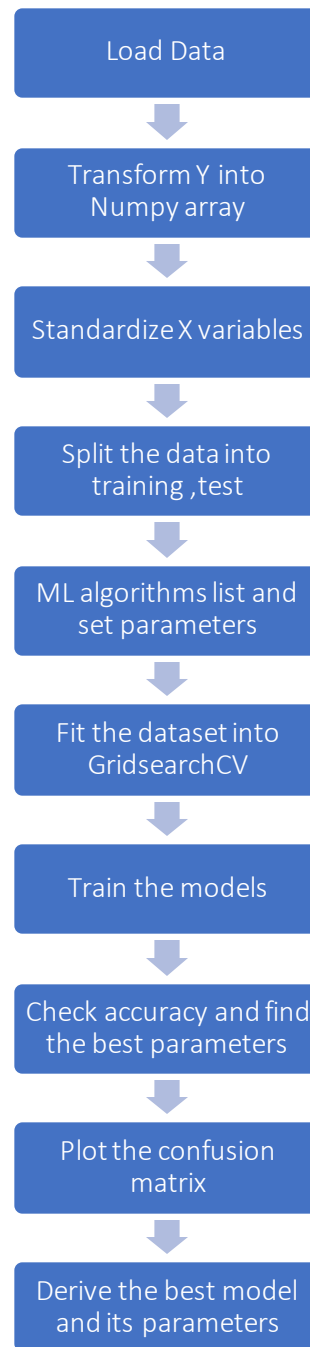 Load Data
Transform Y into
Numpy array
Standardize X variables
Split the data into
training ,test
ML algorithms list and
set parameters
Fit the dataset into
GridsearchCV
Train the models
Check accuracy and find
the best parameters
Plot the confusion
matrix
Derive the best model
and its parameters